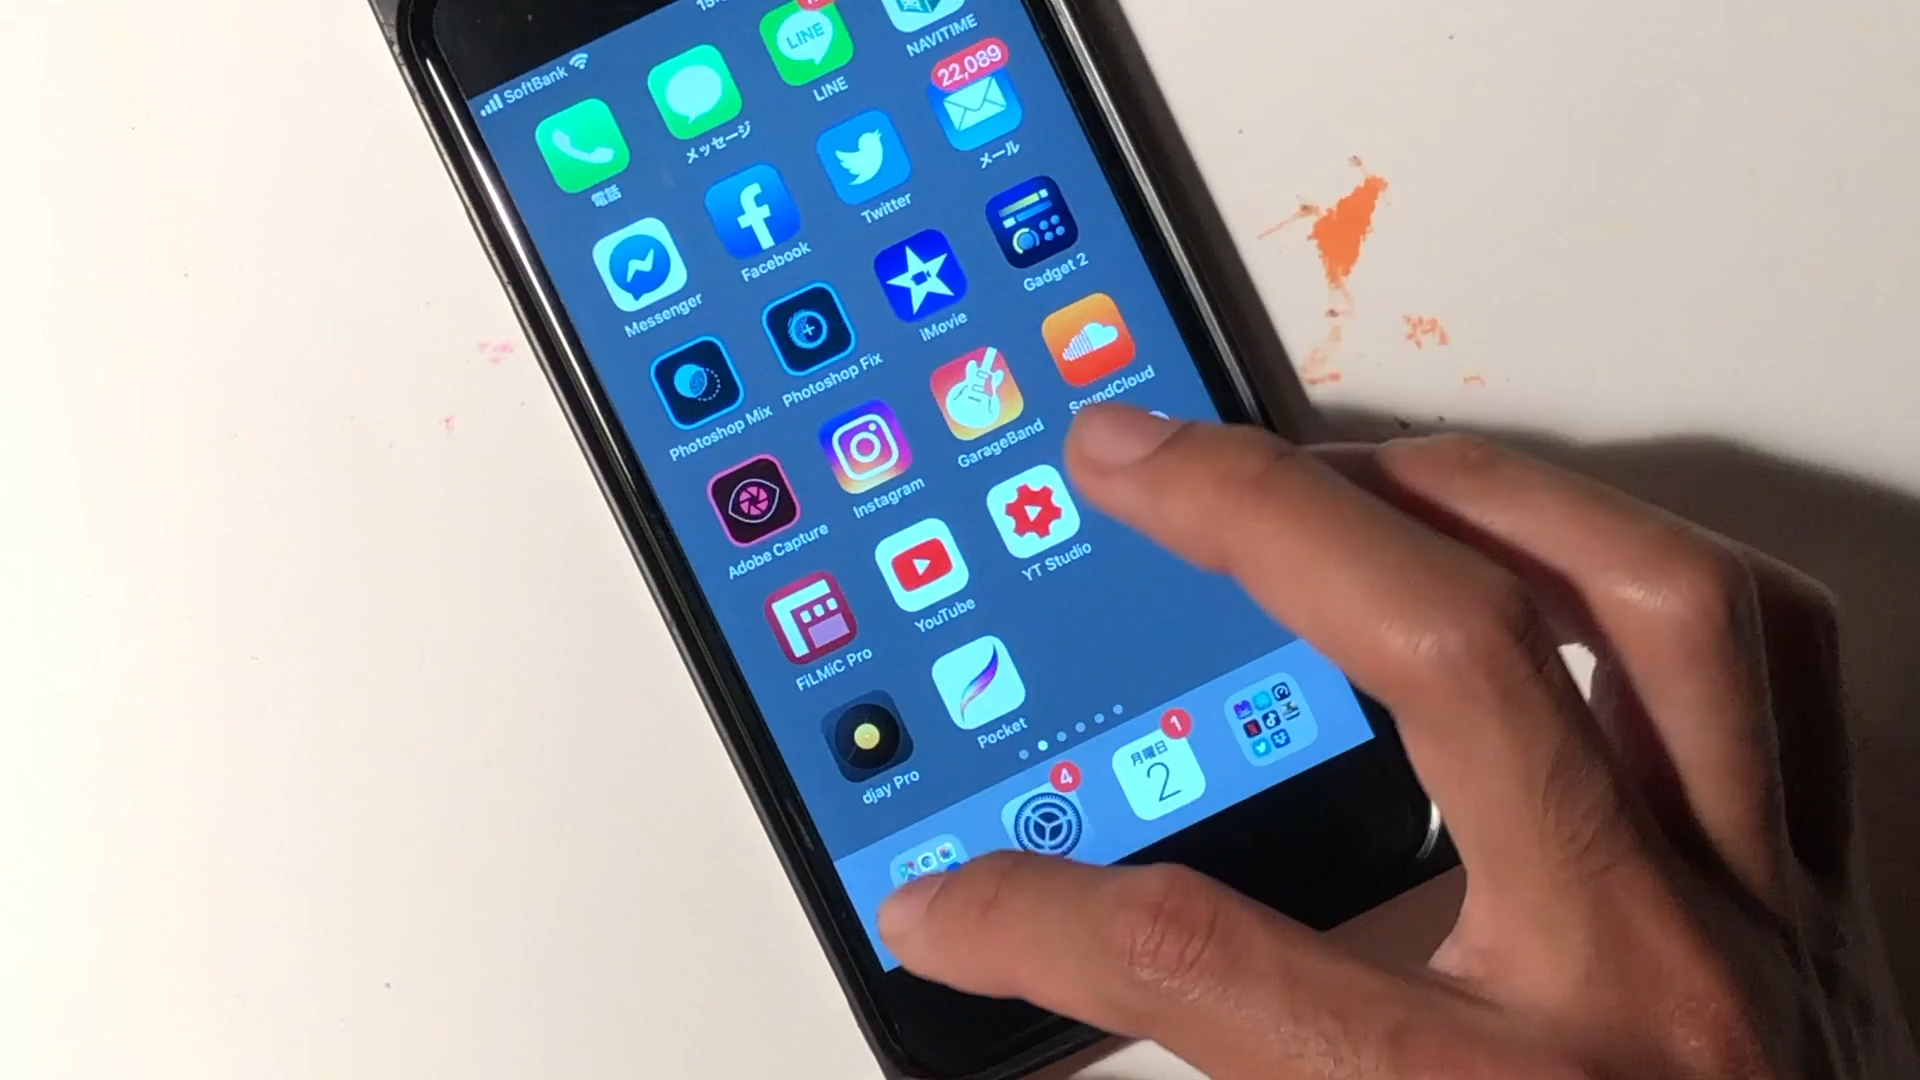 SoftBank
LINE
電話
メッセージ
LINE
NAVITIME
22,089
Messenger
Facebook
Twitter
メール
Photoshop Mix
Photoshop Fix
iMovie
Gadget 2
Adobe Capture
Instagram
GarageBand
SoundCloud
FiLMiC Pro
YouTube
YT Studio
djay Pro
Pocket
4
1
月曜日
2